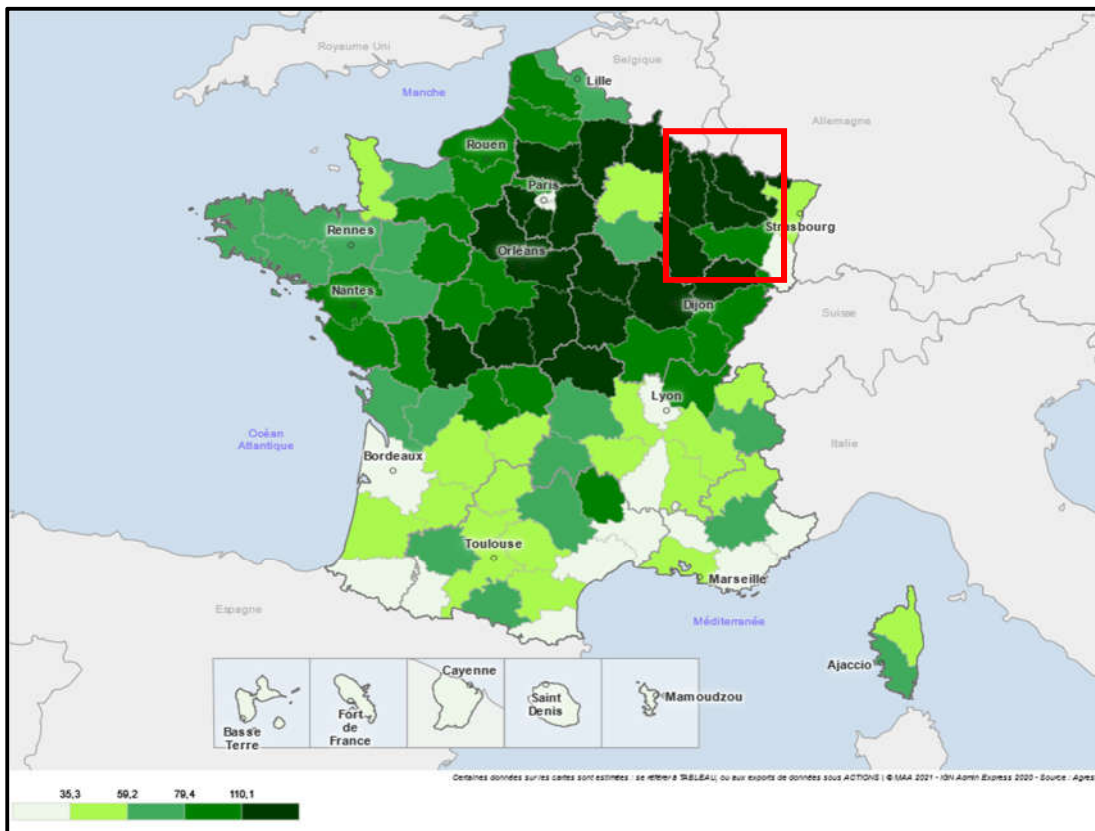 Royaume Uni
Belgique
Lille
Manche
Allemagne
Rouen
Paris
Strasbourg
Rennes
Orléans
Nantes
Dijon
Suisse
Lyon
Océan
Atlantique
Italie
Bordeaux
Toulouse
Marseille
Espagne
Méditerranée
Ajaccio
Cayenne
Saint
Denis
Mamoudzou
Basse
Terre
Fort
de
France
Certaines données sur les cartes sont estimées : se référer à TABLEAU, ou aux exports de données sous ACTIONS | © MAA 2021 - IGN Admin Express 2020 - Source : Agres
35,3 59,2 79,4 110,1